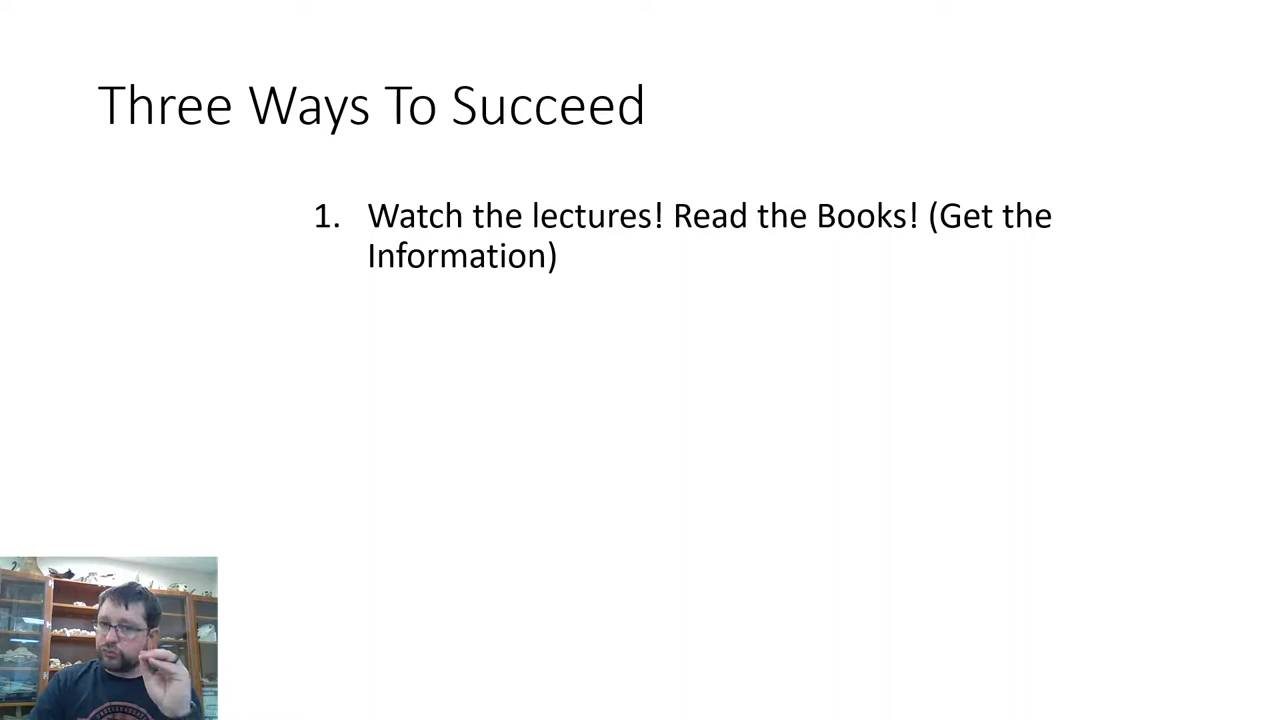 Three Ways To Succeed
1. Watch the lectures! Read the Books! (Get the
Information)